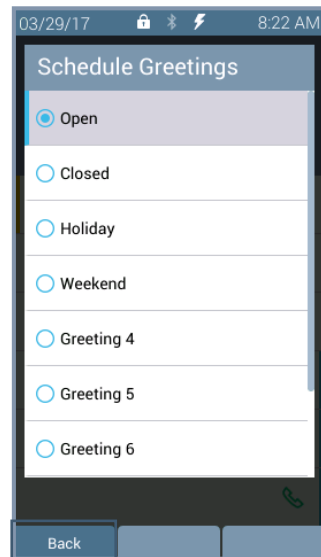 03/29/17 8:22 AM
Schedule Greetings
Open
Closed
Holiday
Weekend
Greeting 4
Greeting 5
Greeting 6
Back